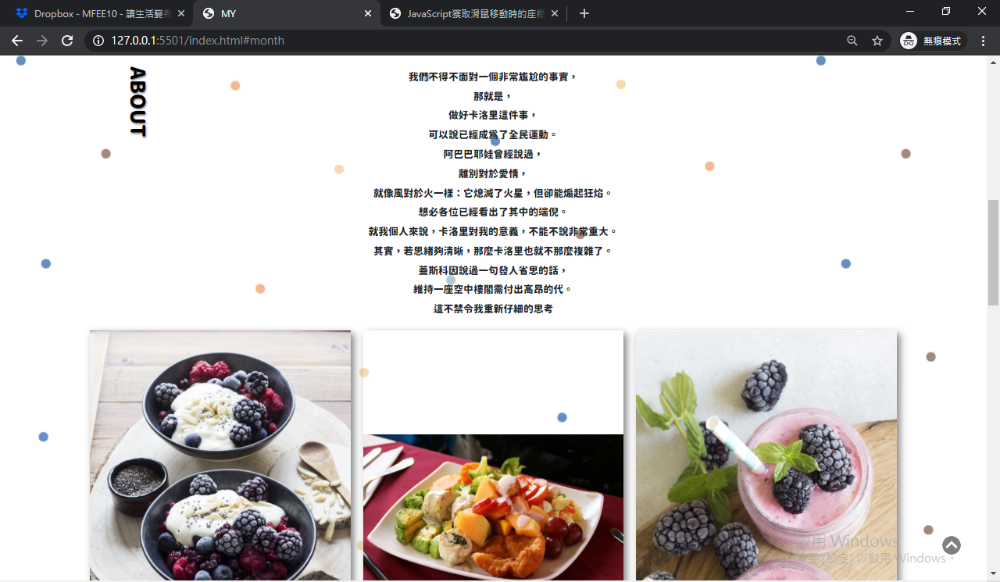 Dropbox - MFEE10 - 讓生活變得
MY
JavaScript獲取滑鼠移動時的座標
127.0.0.1:5501/index.html#month
無痕模式
ABOUT
我們不得不面對一個非常尷尬的事實，
那就是，
做好卡洛里這件事，
可以說已經成為了全民運動。
阿巴巴耶娃曾經說過，
離別對於愛情，
就像風對於火一樣：它熄滅了火星，但卻能煽起狂焰。
想必各位已經看出了其中的端倪。
就我個人來說，卡洛里對我的意義，不能不說非常重大。
其實，若思緒夠清晰，那麼卡洛里也就不那麼複雜了。
蓋斯科因說過一句發人省思的話，
維持一座空中樓閣需付出高昂的代。
這不禁令我重新仔細的思考
啟用 Windows
至 [設定] 以啟用 Windows。